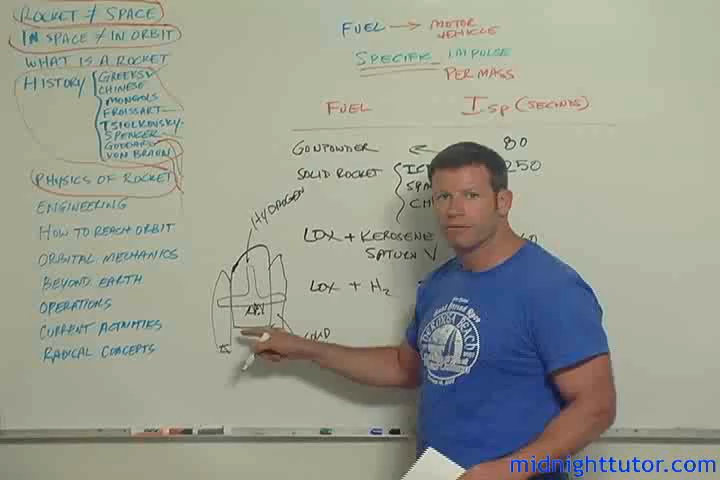 ROCKET ≠ SPACE
IN SPACE ≠ IN ORBIT
WHAT IS A ROCKET
HISTORY
GREEKS
CHINESE
MONGOLS
FROISSART
TSIOLKOVSKY
SPENCER
GODDARD
VON BRAUN
PHYSICS OF ROCKET
ENGINEERING
HOW TO REACH ORBIT
ORBITAL MECHANICS
BEYOND EARTH
OPERATIONS
CURRENT ACTIVITIES
RADICAL CONCEPTS
FUEL → MOTOR
VEHICLE
SPECIFIC IMPULSE
PER MASS
FUEL Isp (SECONDS)
GUNPOWDER 80
SOLID ROCKET 250
LOX + KEROSENE
SATURN V
LOX + H2
HYDROGEN
midnighttutor.com